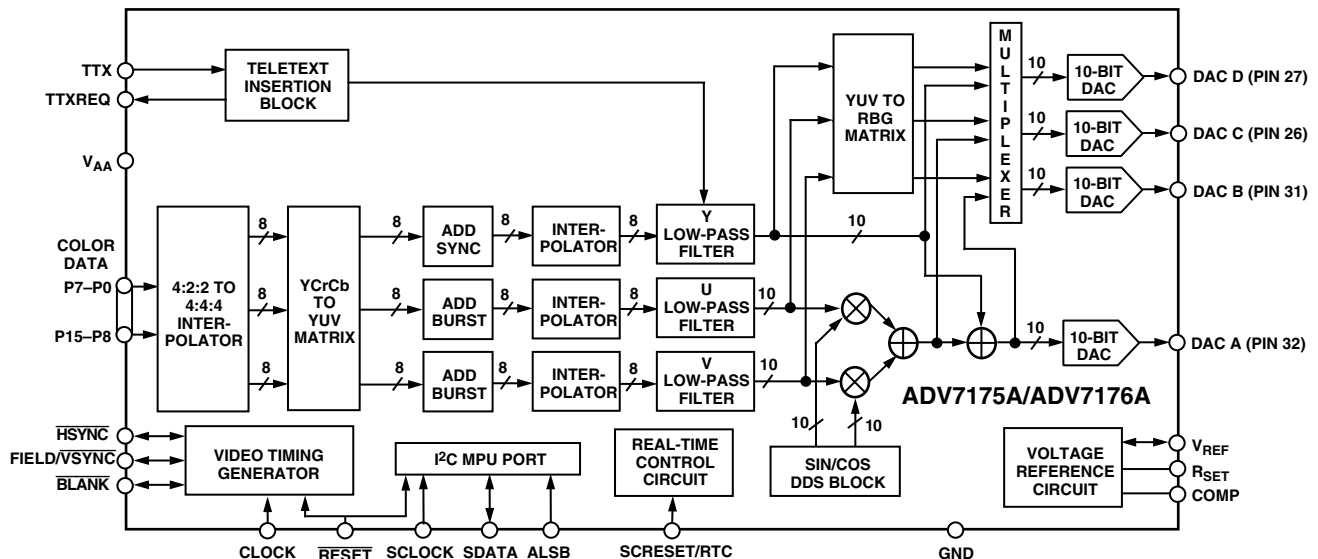 TTX
TTXREQ
V_AA
COLOR
DATA
P7–P0
P15–P8
HSYNC
FIELD/VSYNC
BLANK
TELETEXT
INSERTION
BLOCK
4:2:2 TO
4:4:4
INTER-
POLATOR
8
8
8
YCrCb
TO
YUV
MATRIX
8
8
8
ADD
SYNC
ADD
BURST
ADD
BURST
8
8
8
INTER-
POLATOR
INTER-
POLATOR
INTER-
POLATOR
8
8
8
Y
LOW-PASS
FILTER
U
LOW-PASS
FILTER
V
LOW-PASS
FILTER
10
10
10
YUV TO
RBG
MATRIX
MULTIPLEXER
10
10
10
10
10-BIT
DAC
10-BIT
DAC
10-BIT
DAC
10-BIT
DAC
DAC D (PIN 27)
DAC C (PIN 26)
DAC B (PIN 31)
DAC A (PIN 32)
ADV7175A/ADV7176A
10
10
VIDEO TIMING
GENERATOR
I2C MPU PORT
REAL-TIME
CONTROL
CIRCUIT
SIN/COS
DDS BLOCK
VOLTAGE
REFERENCE
CIRCUIT
V_REF
R_SET
COMP
CLOCK
RESET
SCLOCK
SDATA
ALSB
SCRESET/RTC
GND